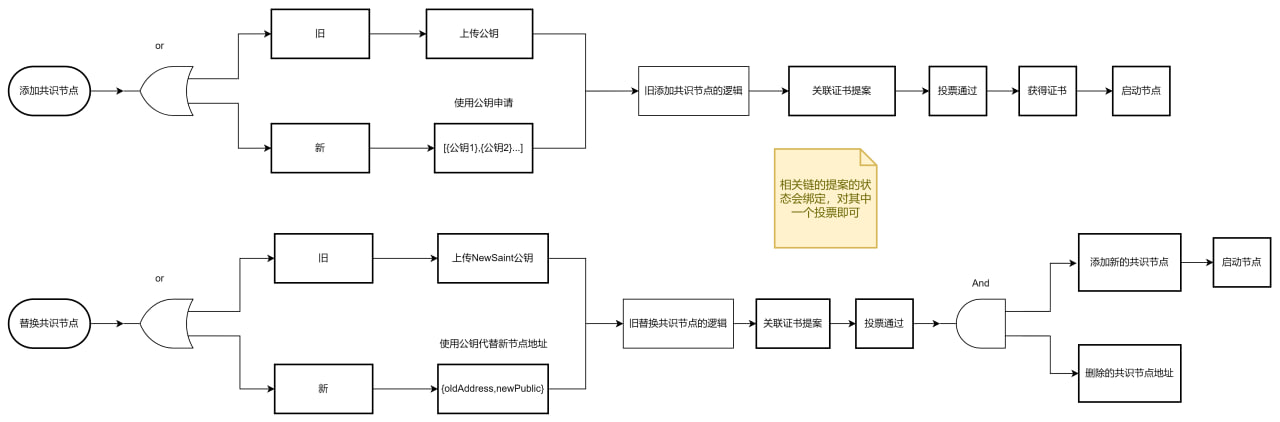 or
旧
上传公钥
添加共识节点
旧添加共识节点的逻辑
关联证书提案
投票通过
获得证书
启动节点
使用公钥申请
新
[{公钥1},{公钥2}...]
相关链的提案的状
态会绑定，对其中
一个投票即可
or
旧
上传NewSaint公钥
添加新的共识节点
启动节点
And
替换共识节点
旧替换共识节点的逻辑
关联证书提案
投票通过
使用公钥代替新节点地址
新
{oldAddress,newPublic}
删除的共识节点地址